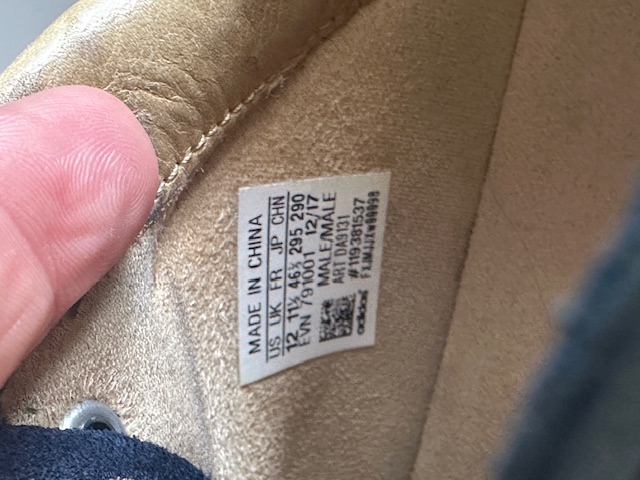 MADE IN CHINA
US UK FR JP CHN
12 11½ 46⅔ 295 290
EVN 791001 12/17
MALE/MALE
ART DA9131
#119381537
adidas